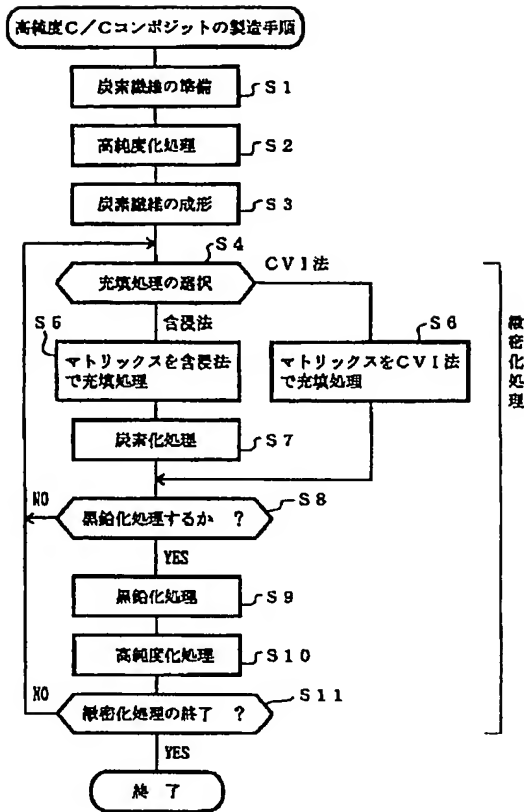 高純度C／Cコンポジットの製造手順
炭素繊維の準備
S1
高純度化処理
S2
炭素繊維の成形
S3
S4
充填処理の選択
CVI法
含浸法
S5
マトリックスを含浸法
で充填処理
S6
マトリックスをCVI法
で充填処理
炭素化処理
S7
NO
黒鉛化処理するか ？
S8
YES
黒鉛化処理
S9
高純度化処理
S10
NO
緻密化処理の終了 ？
S11
YES
終 了
緻密化処理